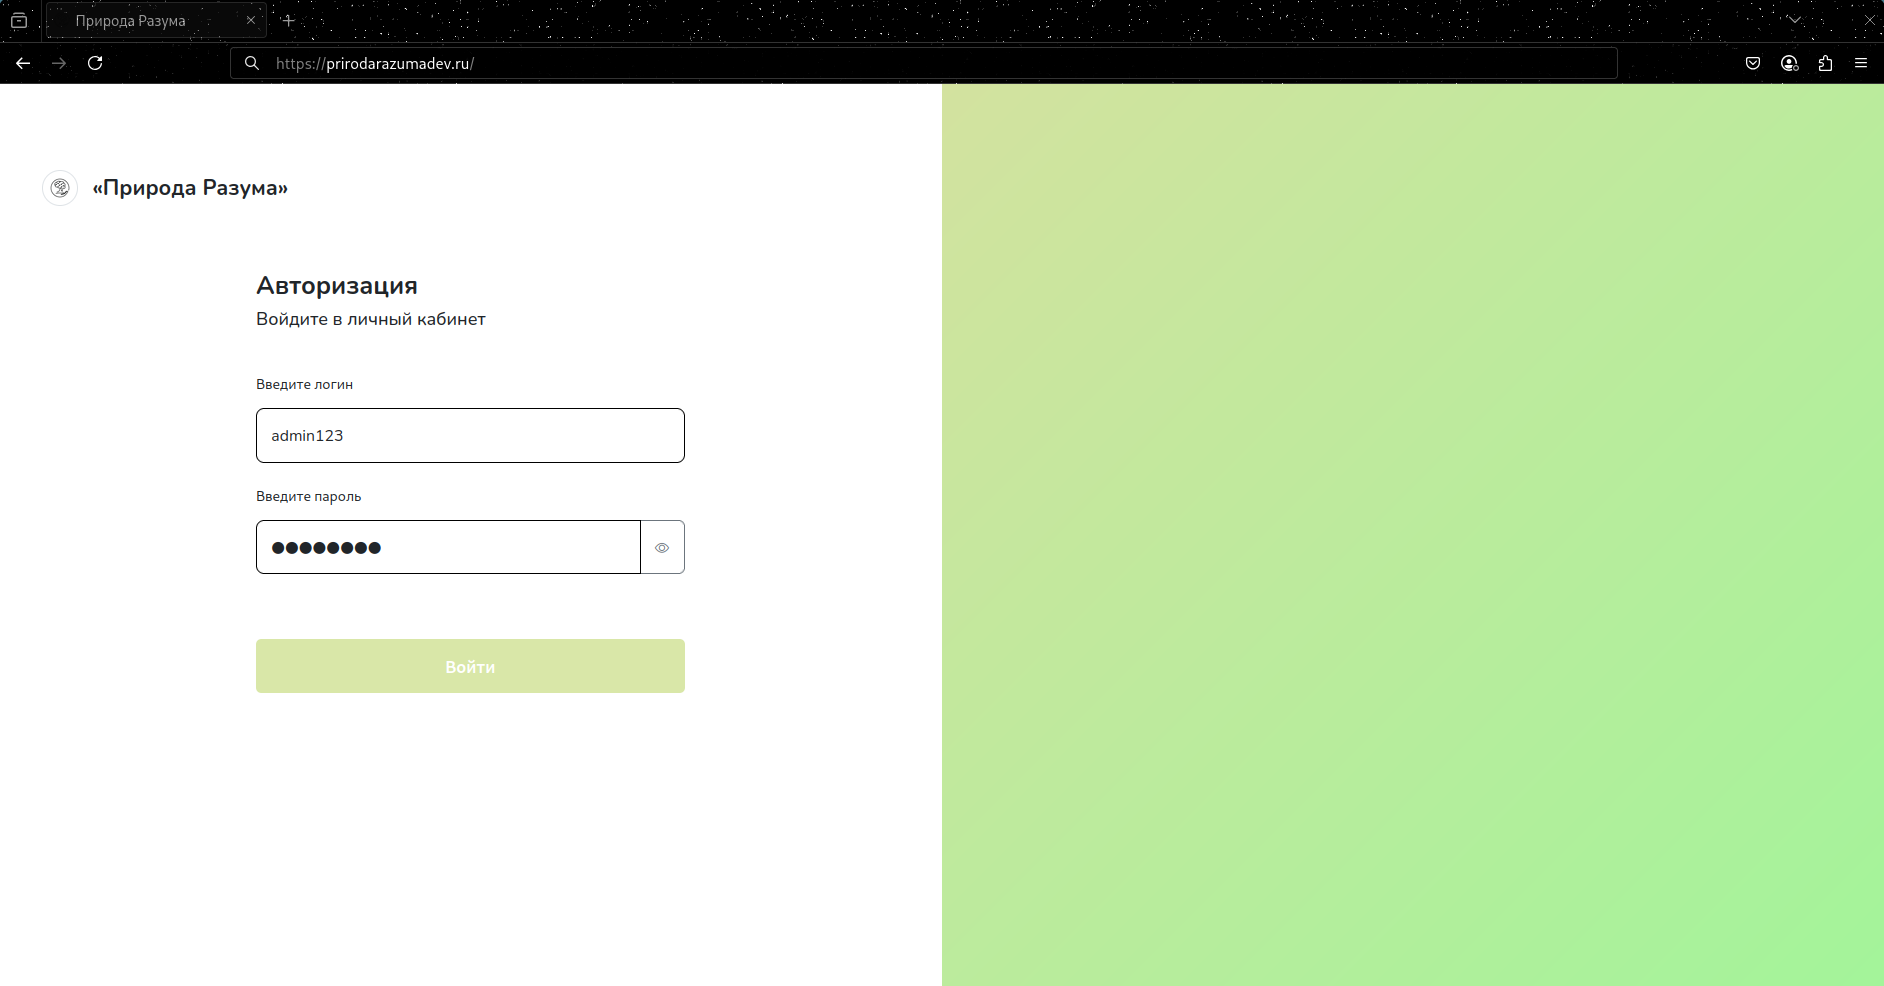 Природа Разума
https://prirodarazumadev.ru/
«Природа Разума»
Авторизация
Войдите в личный кабинет
Введите логин
admin123
Введите пароль
●●●●●●●●
Войти